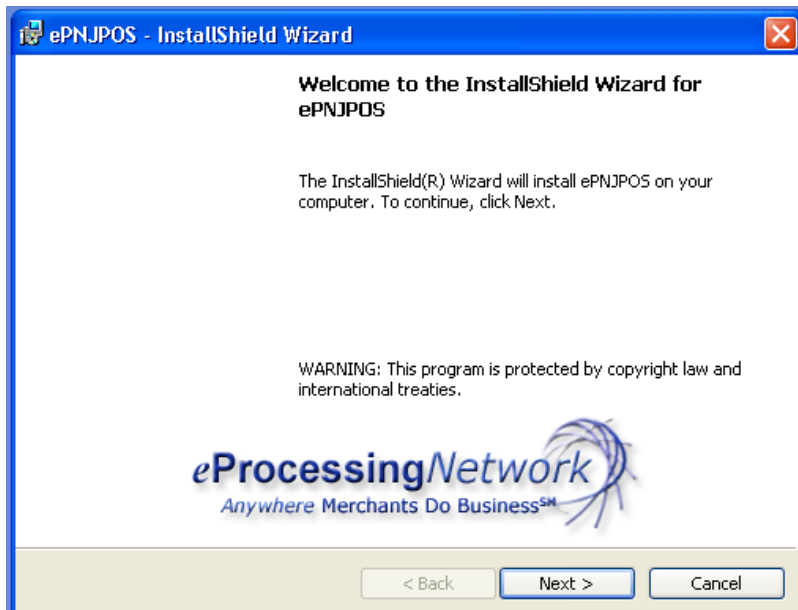 ePNJPOS - InstallShield Wizard
Welcome to the InstallShield Wizard for
ePNJPOS
The InstallShield(R) Wizard will install ePNJPOS on your
computer. To continue, click Next.
WARNING: This program is protected by copyright law and
international treaties.
eProcessingNetwork
Anywhere Merchants Do Business℠
< Back
Next >
Cancel